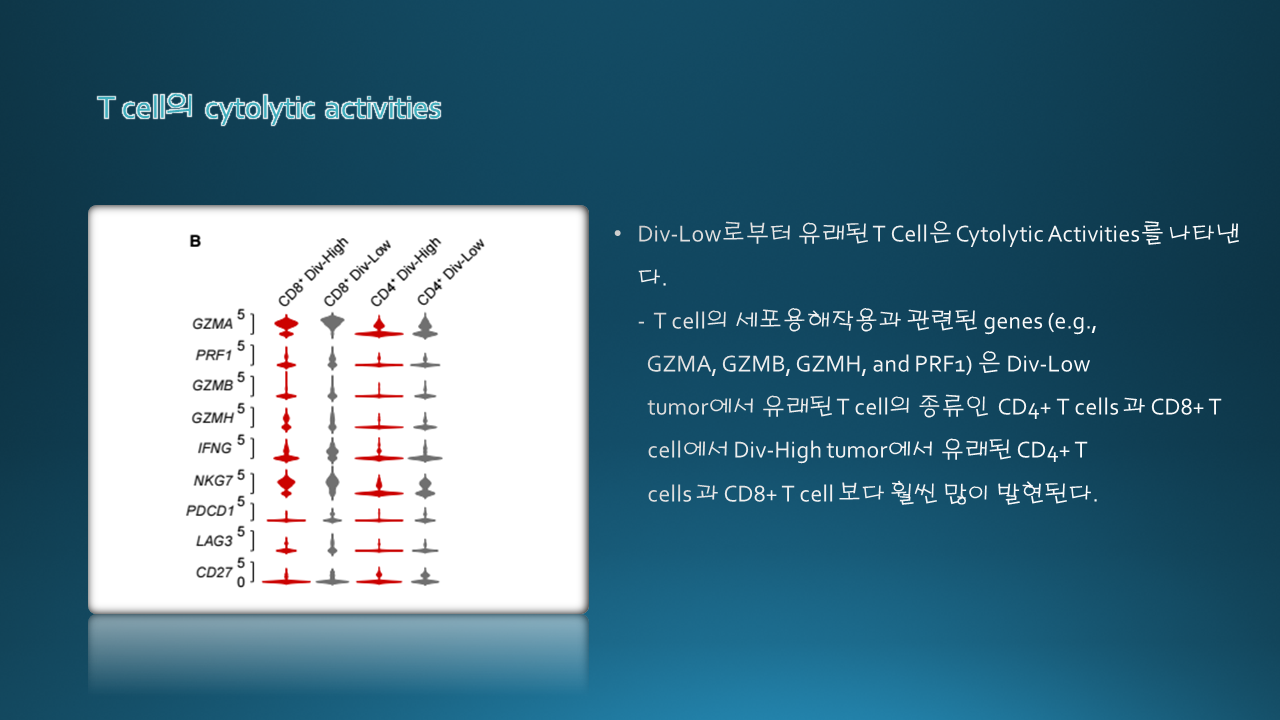 T cell의 cytolytic activities
B
CD8⁺ Div-High
CD8⁺ Div-Low
CD4⁺ Div-High
CD4⁺ Div-Low
GZMA 5
PRF1 5
GZMB 5
GZMH 5
IFNG 5
NKG7 5
PDCD1 5
LAG3 5
CD27 5
0
• Div-Low로부터 유래된 T Cell은 Cytolytic Activities를 나타낸
다.
- T cell의 세포용해작용과 관련된 genes (e.g.,
GZMA, GZMB, GZMH, and PRF1) 은 Div-Low
tumor에서 유래된 T cell의 종류인 CD4+ T cells 과 CD8+ T
cell에서 Div-High tumor에서 유래된 CD4+ T
cells 과 CD8+ T cell 보다 훨씬 많이 발현된다.